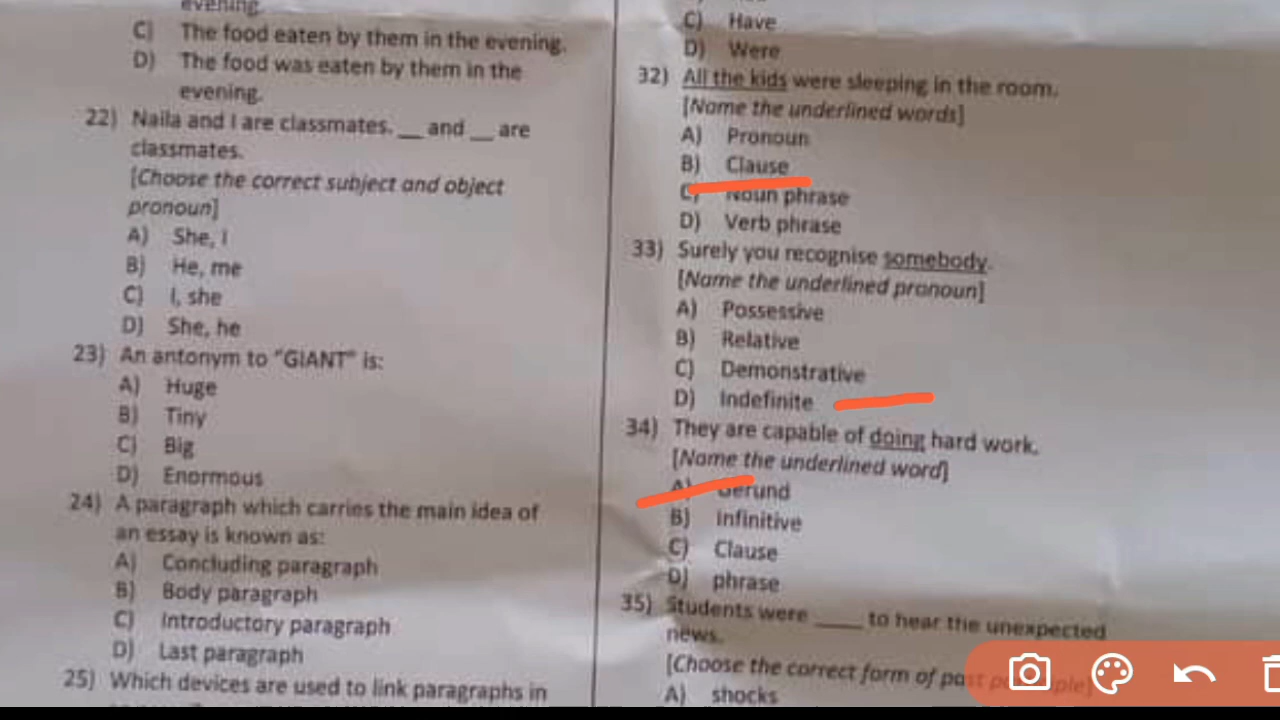 evening.
C) The food eaten by them in the evening.
D) The food was eaten by them in the
evening.
22) Naila and I are classmates. __ and __ are
classmates.
[Choose the correct subject and object
pronoun]
A) She, I
B) He, me
C) I, she
D) She, he
23) An antonym to "GIANT" is:
A) Huge
B) Tiny
C) Big
D) Enormous
24) A paragraph which carries the main idea of
an essay is known as:
A) Concluding paragraph
B) Body paragraph
C) Introductory paragraph
D) Last paragraph
25) Which devices are used to link paragraphs in
C) Have
D) Were
32) All the kids were sleeping in the room.
[Name the underlined words]
A) Pronoun
B) Clause
C) Noun phrase
D) Verb phrase
33) Surely you recognise somebody.
[Name the underlined pronoun]
A) Possessive
B) Relative
C) Demonstrative
D) Indefinite
34) They are capable of doing hard work.
[Name the underlined word]
A) Gerund
B) Infinitive
C) Clause
D) phrase
35) Students were ____ to hear the unexpected
news.
[Choose the correct form of past
A) shocks